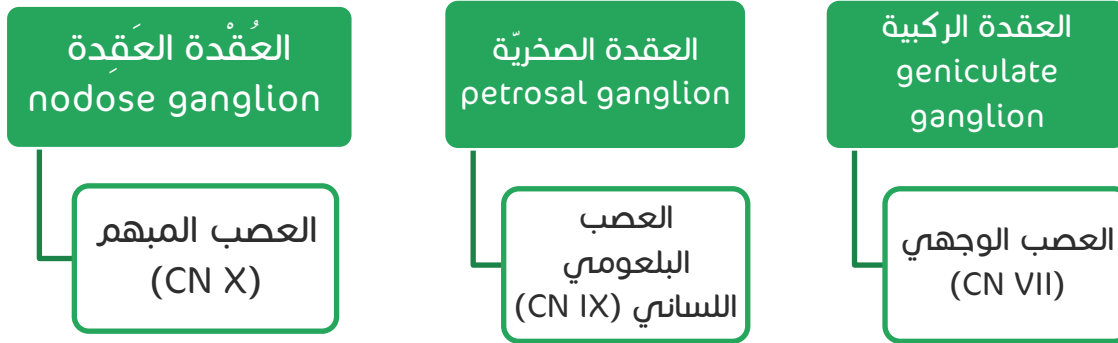 العقدة الركبية
geniculate
ganglion
العصب الوجهي
(CN VII)
العقدة الصخريّة
petrosal ganglion
العصب
البلعومي
اللساني (CN IX)
العُقْدة العَقِدة
nodose ganglion
العصب المبهم
(CN X)